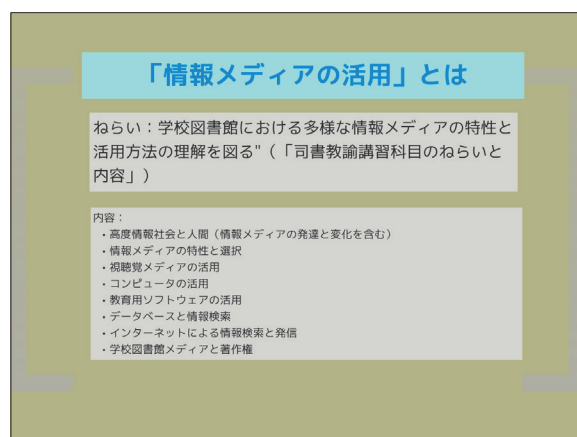 「情報メディアの活用」とは
ねらい：学校図書館における多様な情報メディアの特性と
活用方法の理解を図る"（「司書教諭講習科目のねらいと
内容」）
内容：
・高度情報社会と人間（情報メディアの発達と変化を含む）
・情報メディアの特性と選択
・視聴覚メディアの活用
・コンピュータの活用
・教育用ソフトウェアの活用
・データベースと情報検索
・インターネットによる情報検索と発信
・学校図書館メディアと著作権